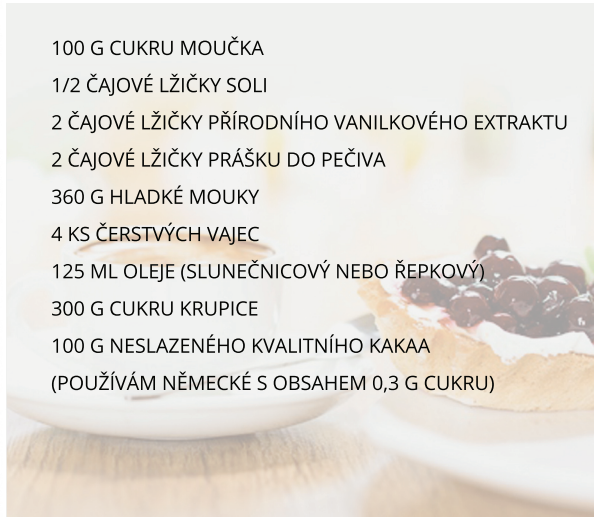 100 G CUKRU MOUČKA
1/2 ČAJOVÉ LŽIČKY SOLI
2 ČAJOVÉ LŽIČKY PŘÍRODNÍHO VANILKOVÉHO EXTRAKTU
2 ČAJOVÉ LŽIČKY PRÁŠKU DO PEČIVA
360 G HLADKÉ MOUKY
4 KS ČERSTVÝCH VAJEC
125 ML OLEJE (SLUNEČNICOVÝ NEBO ŘEPKOVÝ)
300 G CUKRU KRUPICE
100 G NESLAZENÉHO KVALITNÍHO KAKAA
(POUŽÍVÁM NĚMECKÉ S OBSAHEM 0,3 G CUKRU)